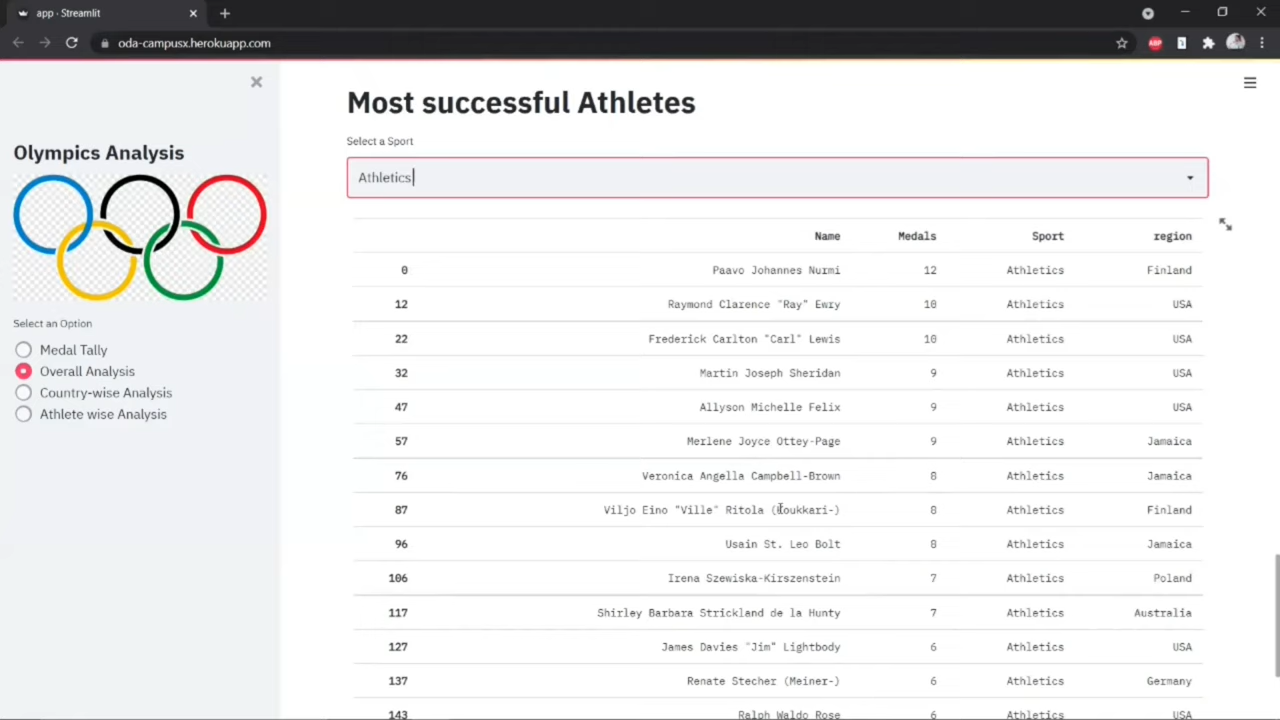 app · Streamlit
oda-campusx.herokuapp.com
ABP
Olympics Analysis
Select an Option
Medal Tally
Overall Analysis
Country-wise Analysis
Athlete wise Analysis
Most successful Athletes
Select a Sport
Athletics
Name Medals Sport region
0 Paavo Johannes Nurmi 12 Athletics Finland
12 Raymond Clarence "Ray" Ewry 10 Athletics USA
22 Frederick Carlton "Carl" Lewis 10 Athletics USA
32 Martin Joseph Sheridan 9 Athletics USA
47 Allyson Michelle Felix 9 Athletics USA
57 Merlene Joyce Ottey-Page 9 Athletics Jamaica
76 Veronica Angella Campbell-Brown 8 Athletics Jamaica
87 Viljo Eino "Ville" Ritola 8 Athletics Finland
96 Usain St. Leo Bolt 8 Athletics Jamaica
106 Irena Szewiska-Kirszenstein 7 Athletics Poland
117 Shirley Barbara Strickland de la Hunty 7 Athletics Australia
127 James Davies "Jim" Lightbody 6 Athletics USA
137 Renate Stecher (Meiner-) 6 Athletics Germany
143 Ralph Waldo Rose 6 Athletics USA